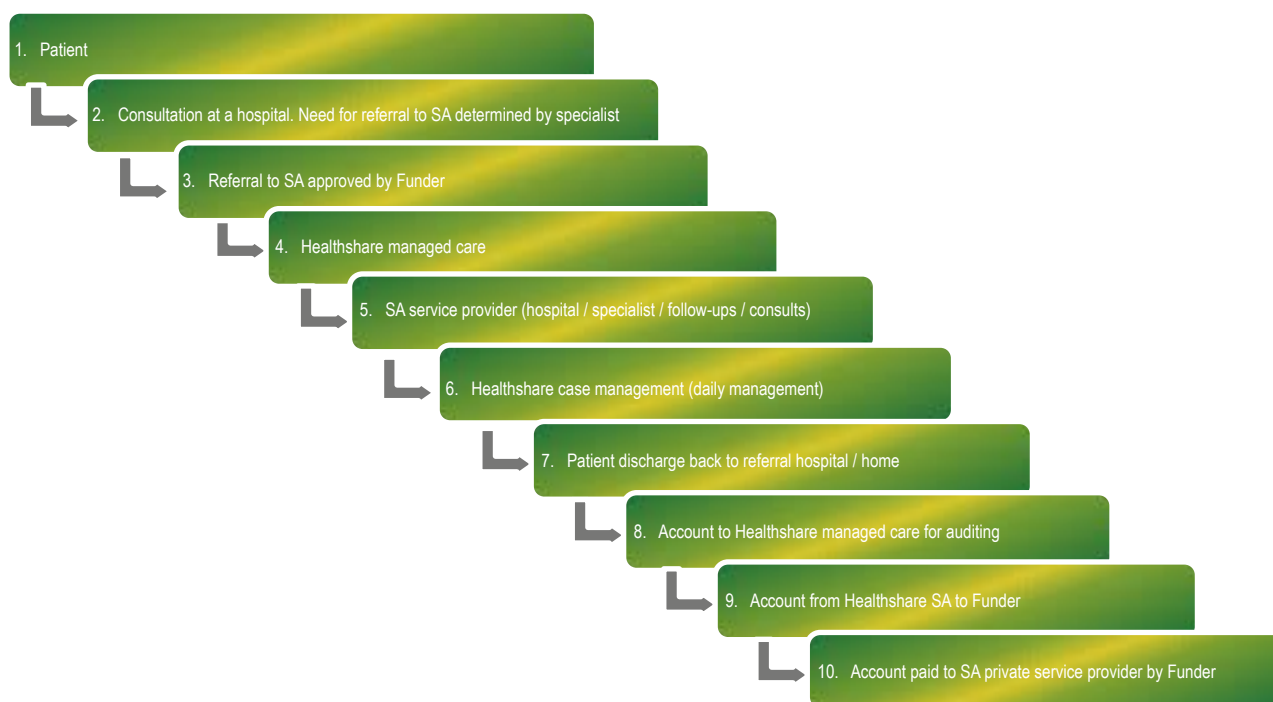 1. Patient
2. Consultation at a hospital. Need for referral to SA determined by specialist
3. Referral to SA approved by Funder
4. Healthshare managed care
5. SA service provider (hospital / specialist / follow-ups / consults)
6. Healthshare case management (daily management)
7. Patient discharge back to referral hospital / home
8. Account to Healthshare managed care for auditing
9. Account from Healthshare SA to Funder
10. Account paid to SA private service provider by Funder